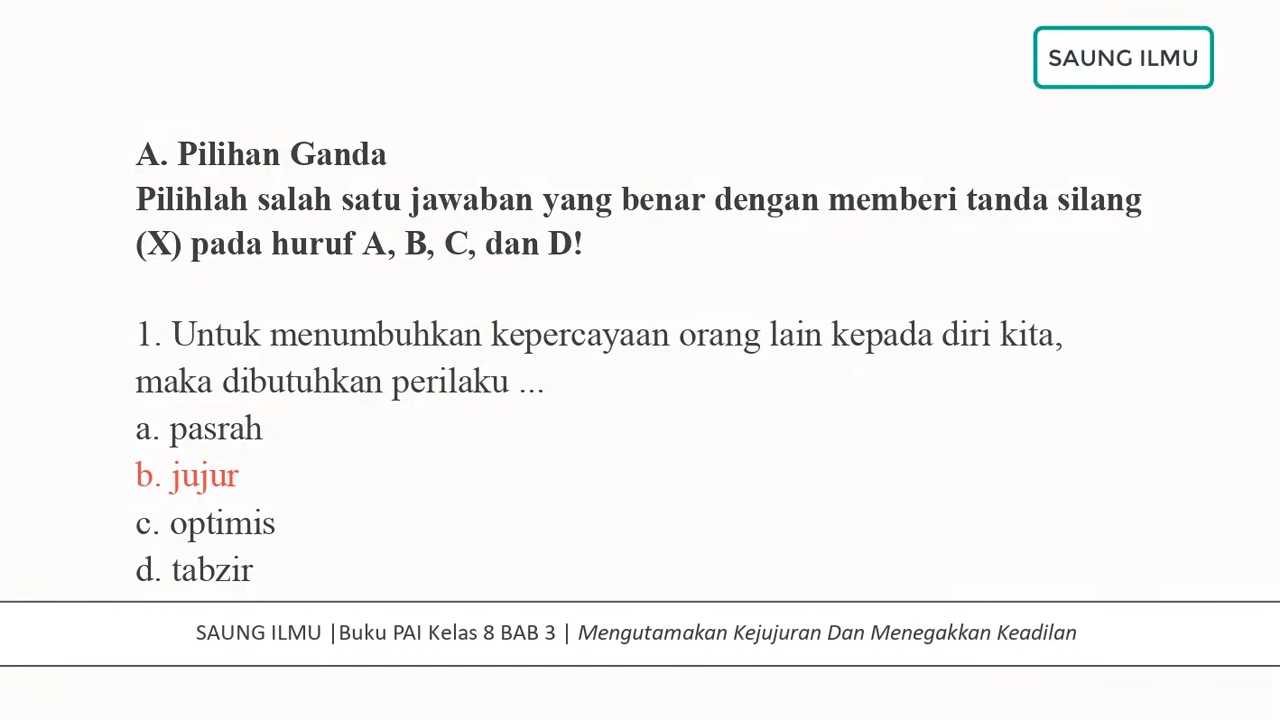 SAUNG ILMU
A. Pilihan Ganda
Pilihlah salah satu jawaban yang benar dengan memberi tanda silang
(X) pada huruf A, B, C, dan D!
1. Untuk menumbuhkan kepercayaan orang lain kepada diri kita,
maka dibutuhkan perilaku ...
a. pasrah
b. jujur
c. optimis
d. tabzir
SAUNG ILMU |Buku PAI Kelas 8 BAB 3 | Mengutamakan Kejujuran Dan Menegakkan Keadilan